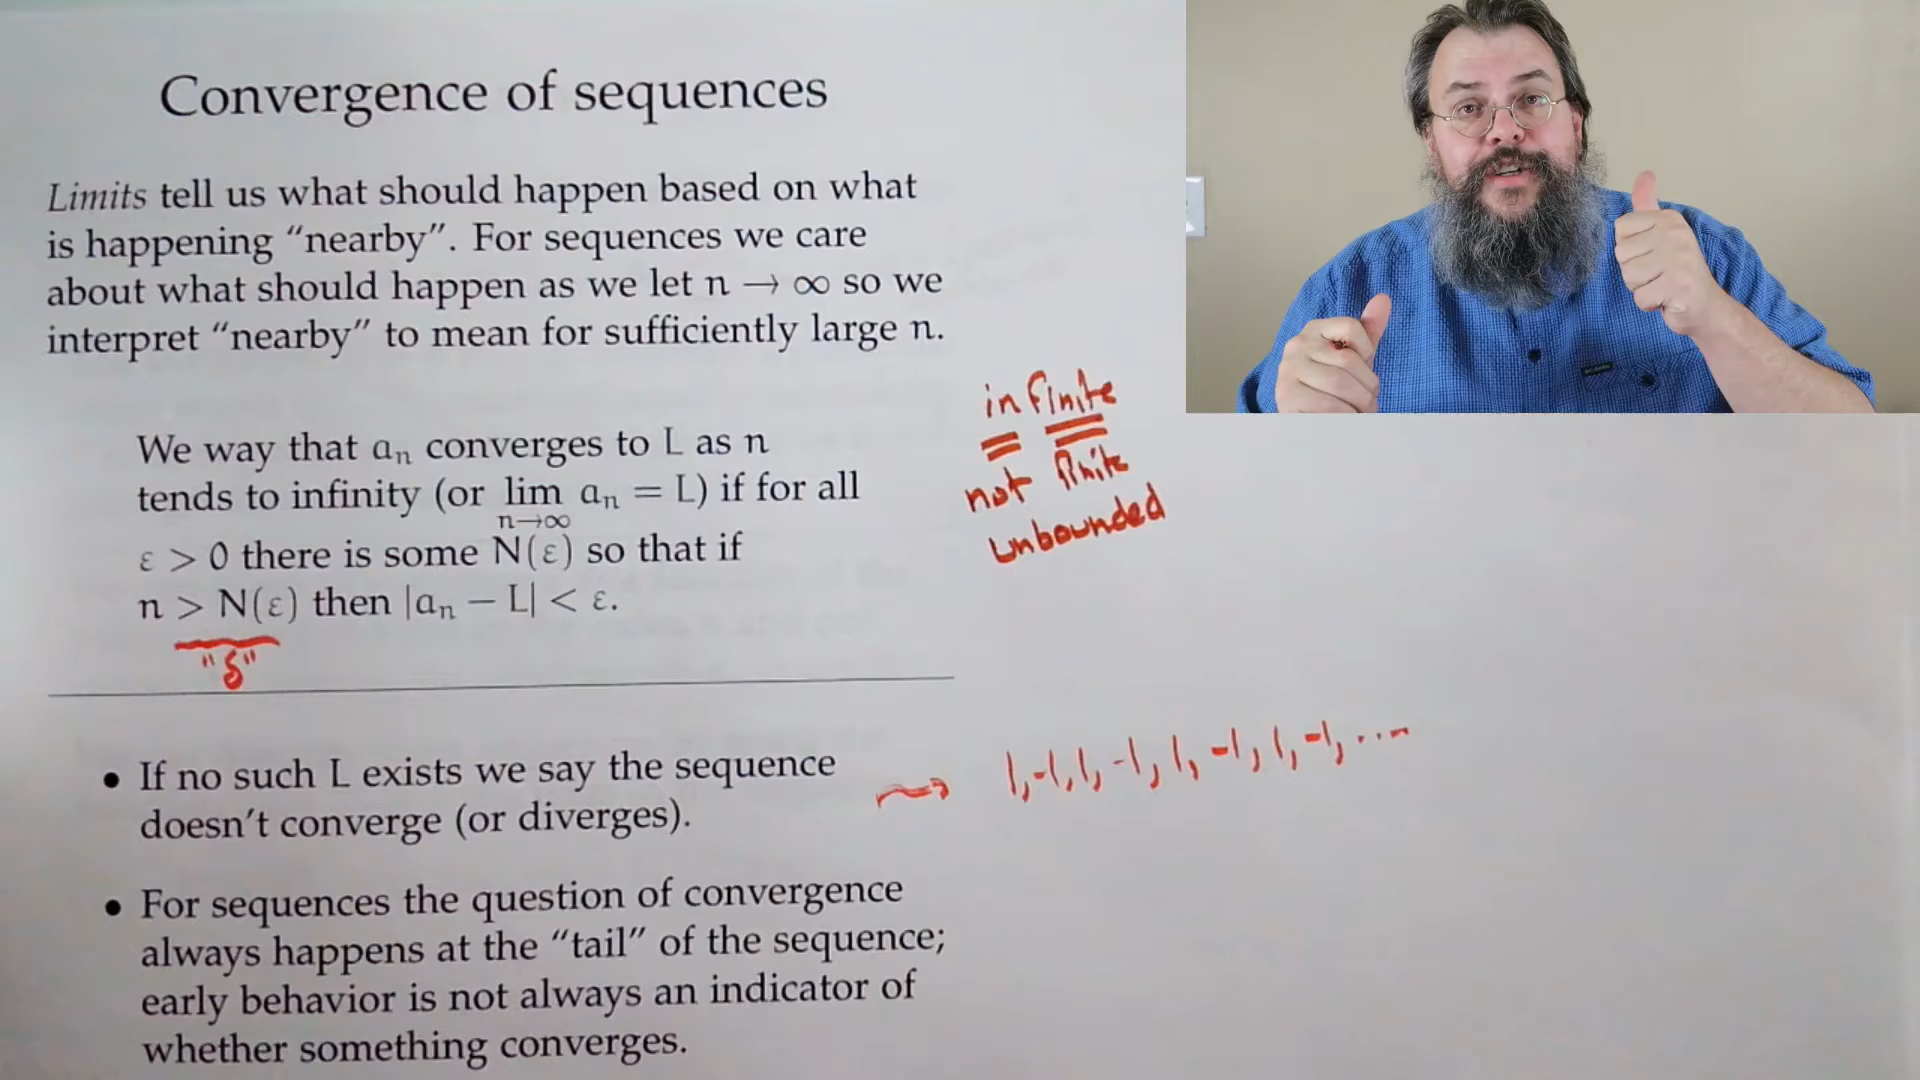 Convergence of sequences
Limits tell us what should happen based on what
is happening “nearby”. For sequences we care
about what should happen as we let n → ∞ so we
interpret “nearby” to mean for sufficiently large n.
infinite
not finite
unbounded
We way that aₙ converges to L as n
tends to infinity (or lim aₙ = L) if for all
n→∞
ε > 0 there is some N(ε) so that if
n > N(ε) then |aₙ − L| < ε.
"δ"
• If no such L exists we say the sequence
doesn’t converge (or diverges).
⇝ 1, -1, 1, -1, 1, -1, 1, -1, ...
• For sequences the question of convergence
always happens at the “tail” of the sequence;
early behavior is not always an indicator of
whether something converges.